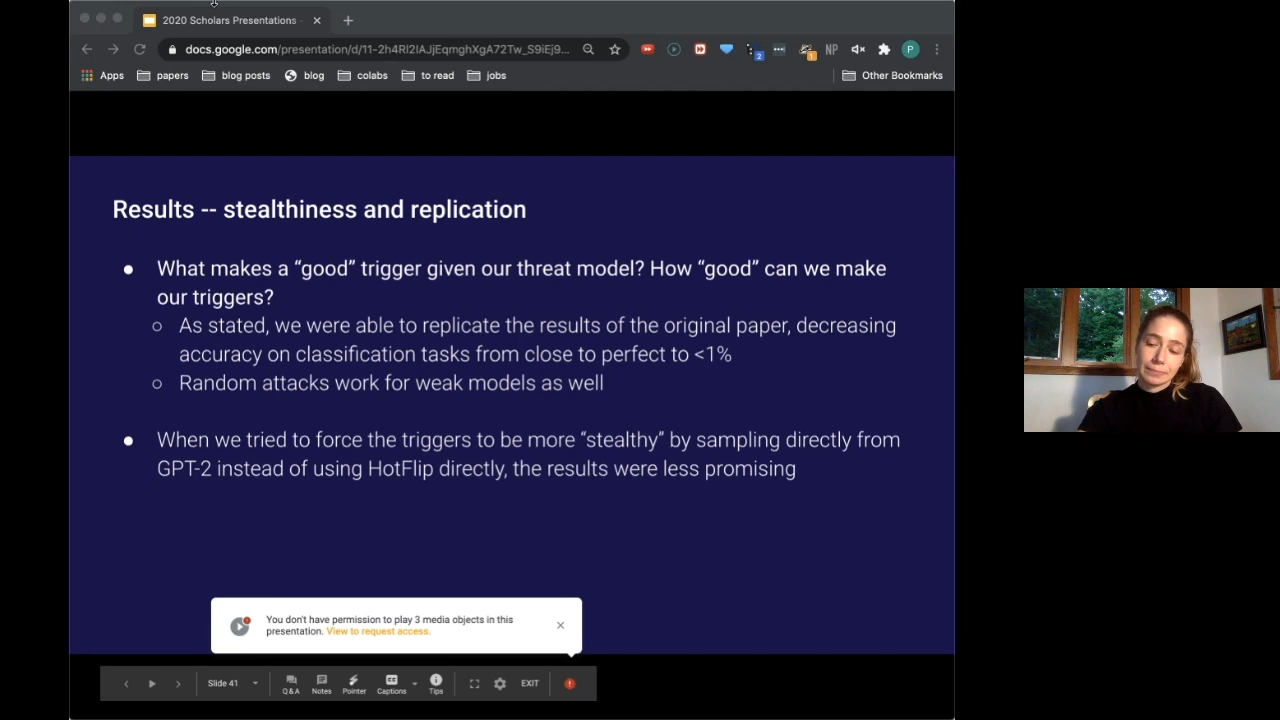 2020 Scholars Presentations
docs.google.com/presentation/d/11-2h4Rl2lAJjEqmghXgA72Tw_S9iEj9...
2
1
NP
P
Apps
papers
blog posts
blog
colabs
to read
jobs
Other Bookmarks
Results -- stealthiness and replication
● What makes a “good” trigger given our threat model? How “good” can we make
our triggers?
○ As stated, we were able to replicate the results of the original paper, decreasing
accuracy on classification tasks from close to perfect to <1%
○ Random attacks work for weak models as well
● When we tried to force the triggers to be more “stealthy” by sampling directly from
GPT-2 instead of using HotFlip directly, the results were less promising
You don't have permission to play 3 media objects in this
presentation. View to request access.
Slide 41
Q & A
Notes
Pointer
Captions
Tips
EXIT